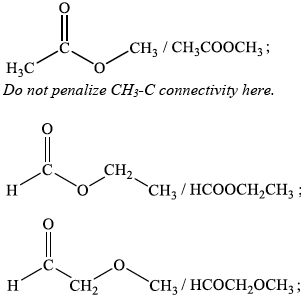 O
H₃C C O CH₃ / CH₃COOCH₃ ;
Do not penalize CH₃-C connectivity here.
O
H C O CH₂ CH₃ / HCOOCH₂CH₃ ;
O
H C CH₂ O CH₃ / HCOCH₂OCH₃;